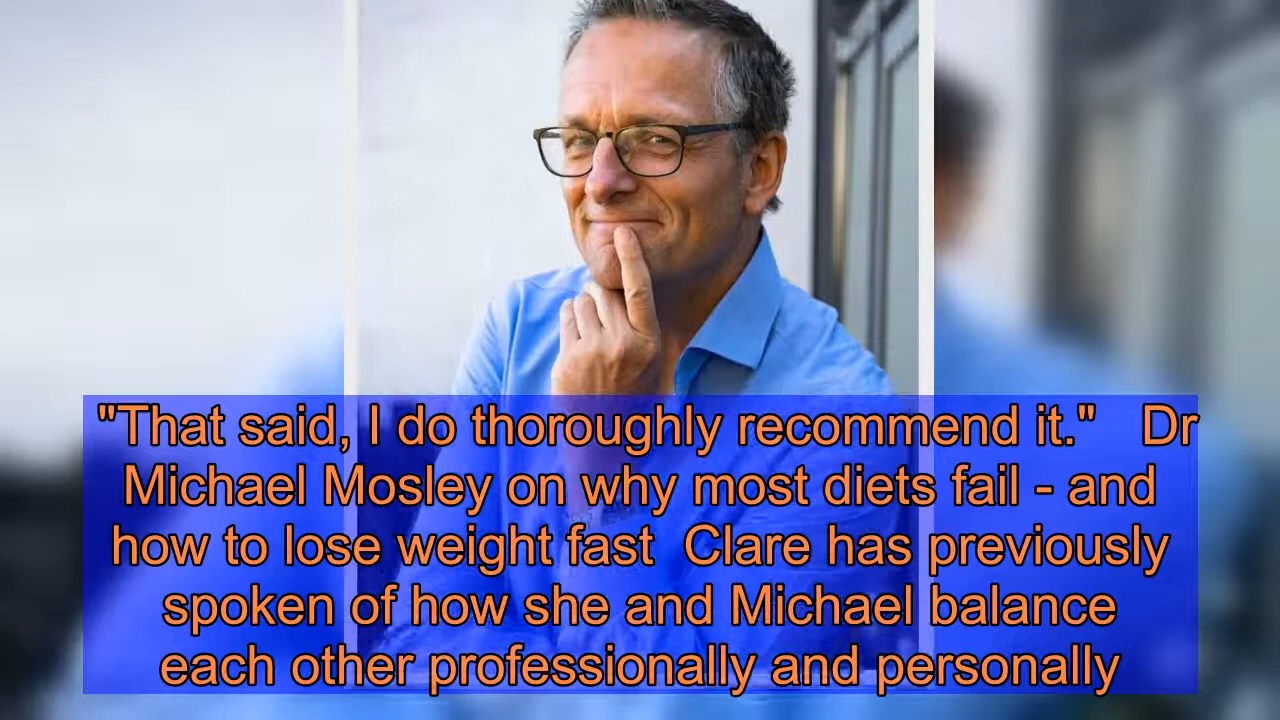 "That said, I do thoroughly recommend it."   Dr
Michael Mosley on why most diets fail - and
how to lose weight fast  Clare has previously
spoken of how she and Michael balance
each other professionally and personally